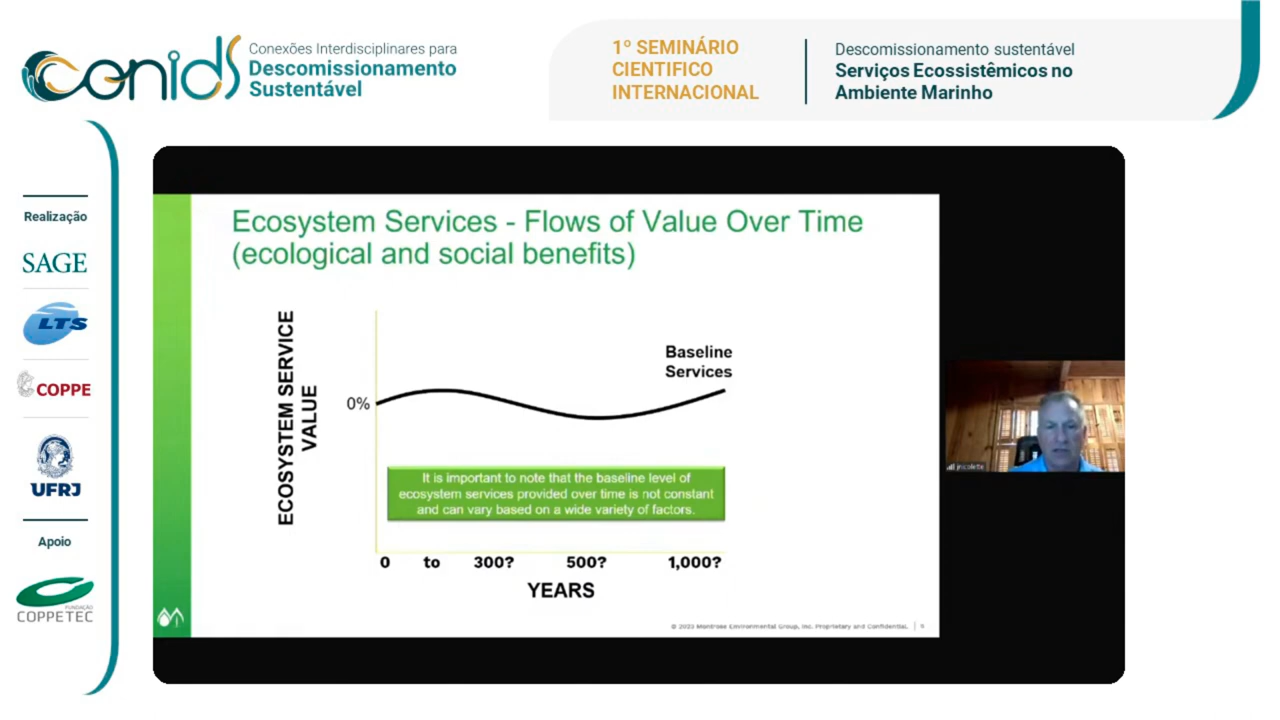 conids
Conexões Interdisciplinares para
Descomissionamento
Sustentável
1º SEMINÁRIO
CIENTIFICO
INTERNACIONAL
Descomissionamento sustentável
Serviços Ecossistêmicos no
Ambiente Marinho
Realização
SAGE
LTS
COPPE
UFRJ
Apoio
FUNDAÇÃO
COPPETEC
Ecosystem Services - Flows of Value Over Time
(ecological and social benefits)
ECOSYSTEM SERVICE
VALUE
Baseline
Services
0%
It is important to note that the baseline level of
ecosystem services provided over time is not constant
and can vary based on a wide variety of factors.
0 to 300? 500? 1,000?
YEARS
© 2023 Montrose Environmental Group, Inc. Proprietary and Confidential. |